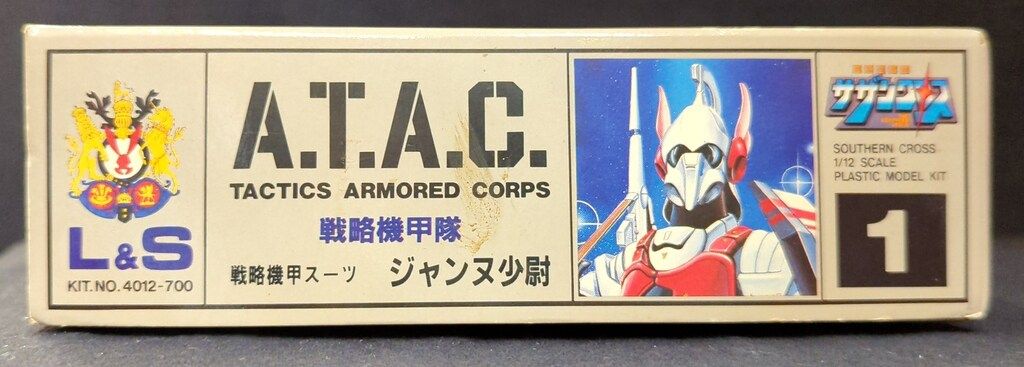 L&S
KIT. NO. 4012-700
A.T.A.C.
TACTICS ARMORED CORPS
戦略機甲隊
戦略機甲スーツ ジャンヌ少尉
サザンクロス
SOUTHERN CROSS
1/12 SCALE
PLASTIC MODEL KIT
1